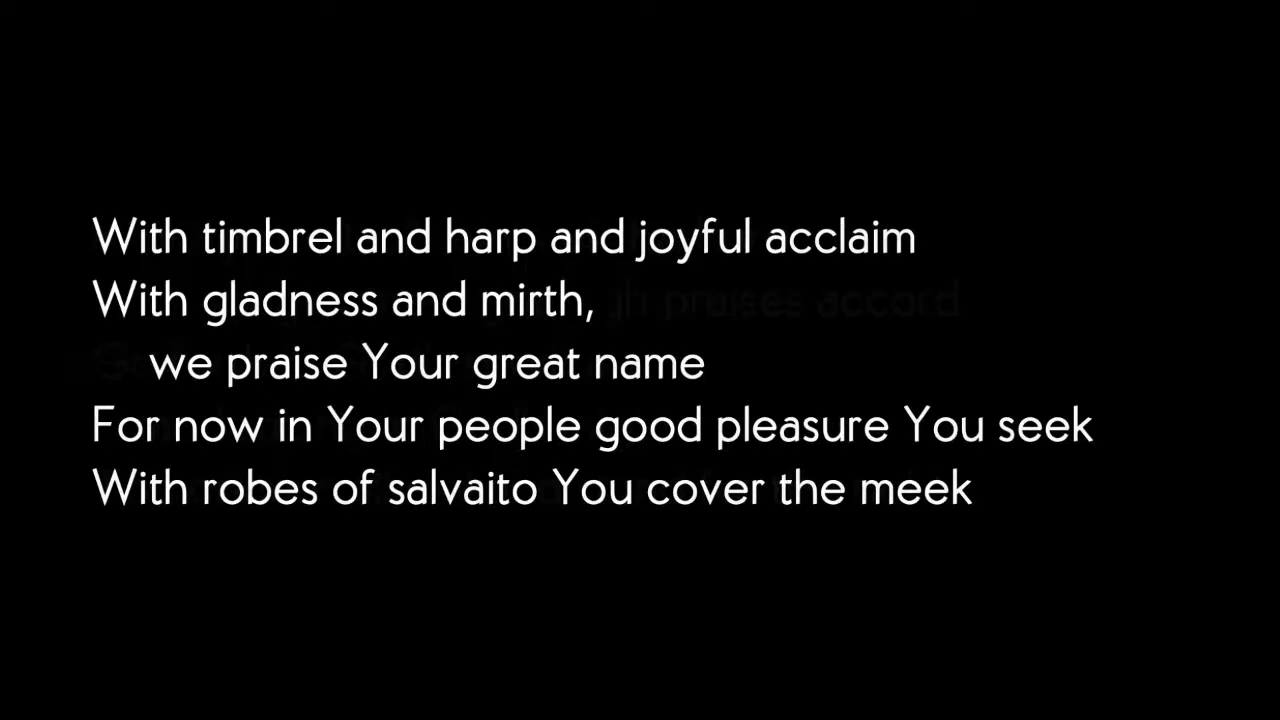 With timbrel and harp and joyful acclaim
With gladness and mirth,
we praise Your great name
For now in Your people good pleasure You seek
With robes of salvaito You cover the meek